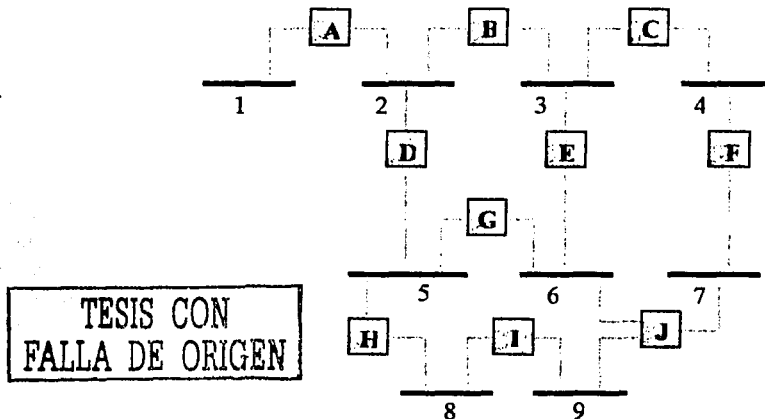 A B C
1 2 3 4
D E F
G
5 6 7
TESIS CON
FALLA DE ORIGEN
H I J
8 9